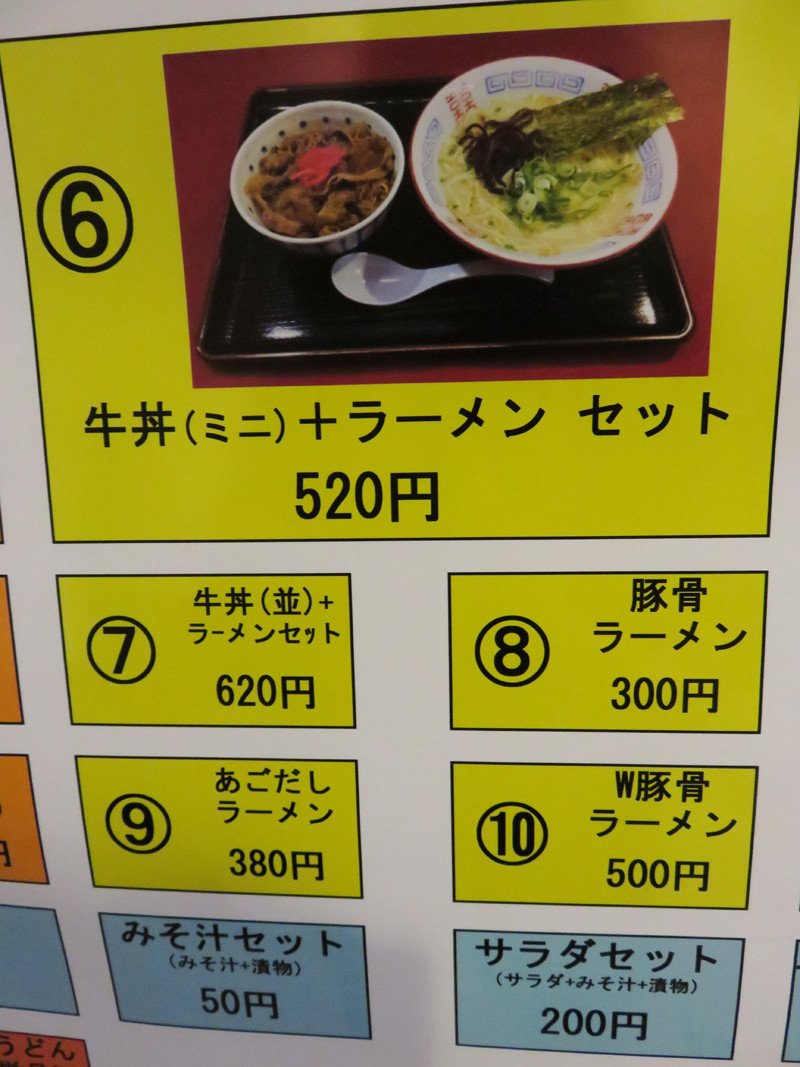 ⑥
牛丼(ミニ)＋ラーメン セット
520円
⑦
牛丼(並)+
ラーメンセット
620円
⑧
豚骨
ラーメン
300円
⑨
あごだし
ラーメン
380円
⑩
W豚骨
ラーメン
500円
円
みそ汁セット
(みそ汁+漬物)
50円
サラダセット
(サラダ+みそ汁+漬物)
200円
うどん